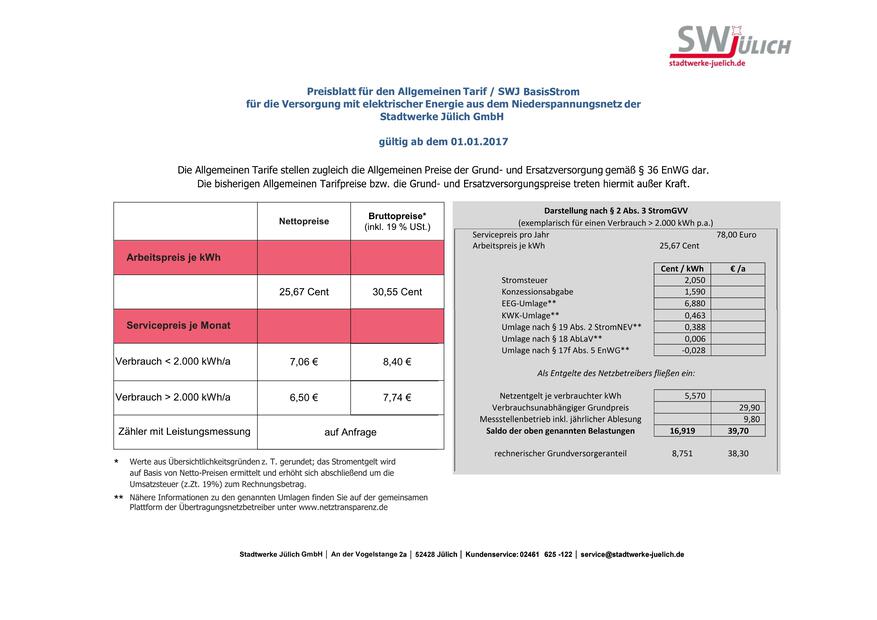 SWJÜLICH
stadtwerke-juelich.de
Preisblatt für den Allgemeinen Tarif / SWJ BasisStrom
für die Versorgung mit elektrischer Energie aus dem Niederspannungsnetz der
Stadtwerke Jülich GmbH
gültig ab dem 01.01.2017
Die Allgemeinen Tarife stellen zugleich die Allgemeinen Preise der Grund- und Ersatzversorgung gemäß § 36 EnWG dar.
Die bisherigen Allgemeinen Tarifpreise bzw. die Grund- und Ersatzversorgungspreise treten hiermit außer Kraft.
Nettopreise Bruttopreise*
(inkl. 19 % USt.)
Arbeitspreis je kWh
25,67 Cent 30,55 Cent
Servicepreis je Monat
Verbrauch < 2.000 kWh/a 7,06 € 8,40 €
Verbrauch > 2.000 kWh/a 6,50 € 7,74 €
Zähler mit Leistungsmessung auf Anfrage
* Werte aus Übersichtlichkeitsgründen z. T. gerundet; das Stromentgelt wird
auf Basis von Netto-Preisen ermittelt und erhöht sich abschließend um die
Umsatzsteuer (z.Zt. 19%) zum Rechnungsbetrag.
** Nähere Informationen zu den genannten Umlagen finden Sie auf der gemeinsamen
Plattform der Übertragungsnetzbetreiber unter www.netztransparenz.de
Darstellung nach § 2 Abs. 3 StromGVV
(exemplarisch für einen Verbrauch > 2.000 kWh p.a.)
Servicepreis pro Jahr 78,00 Euro
Arbeitspreis je kWh 25,67 Cent
Cent / kWh € /a
Stromsteuer 2,050
Konzessionsabgabe 1,590
EEG-Umlage** 6,880
KWK-Umlage** 0,463
Umlage nach § 19 Abs. 2 StromNEV** 0,388
Umlage nach § 18 AbLaV** 0,006
Umlage nach § 17f Abs. 5 EnWG** -0,028
Als Entgelte des Netzbetreibers fließen ein:
Netzentgelt je verbrauchter kWh 5,570
Verbrauchsunabhängiger Grundpreis 29,90
Messstellenbetrieb inkl. jährlicher Ablesung 9,80
Saldo der oben genannten Belastungen 16,919 39,70
rechnerischer Grundversorgeranteil 8,751 38,30
Stadtwerke Jülich GmbH | An der Vogelstange 2a | 52428 Jülich | Kundenservice: 02461 625 -122 | service@stadtwerke-juelich.de